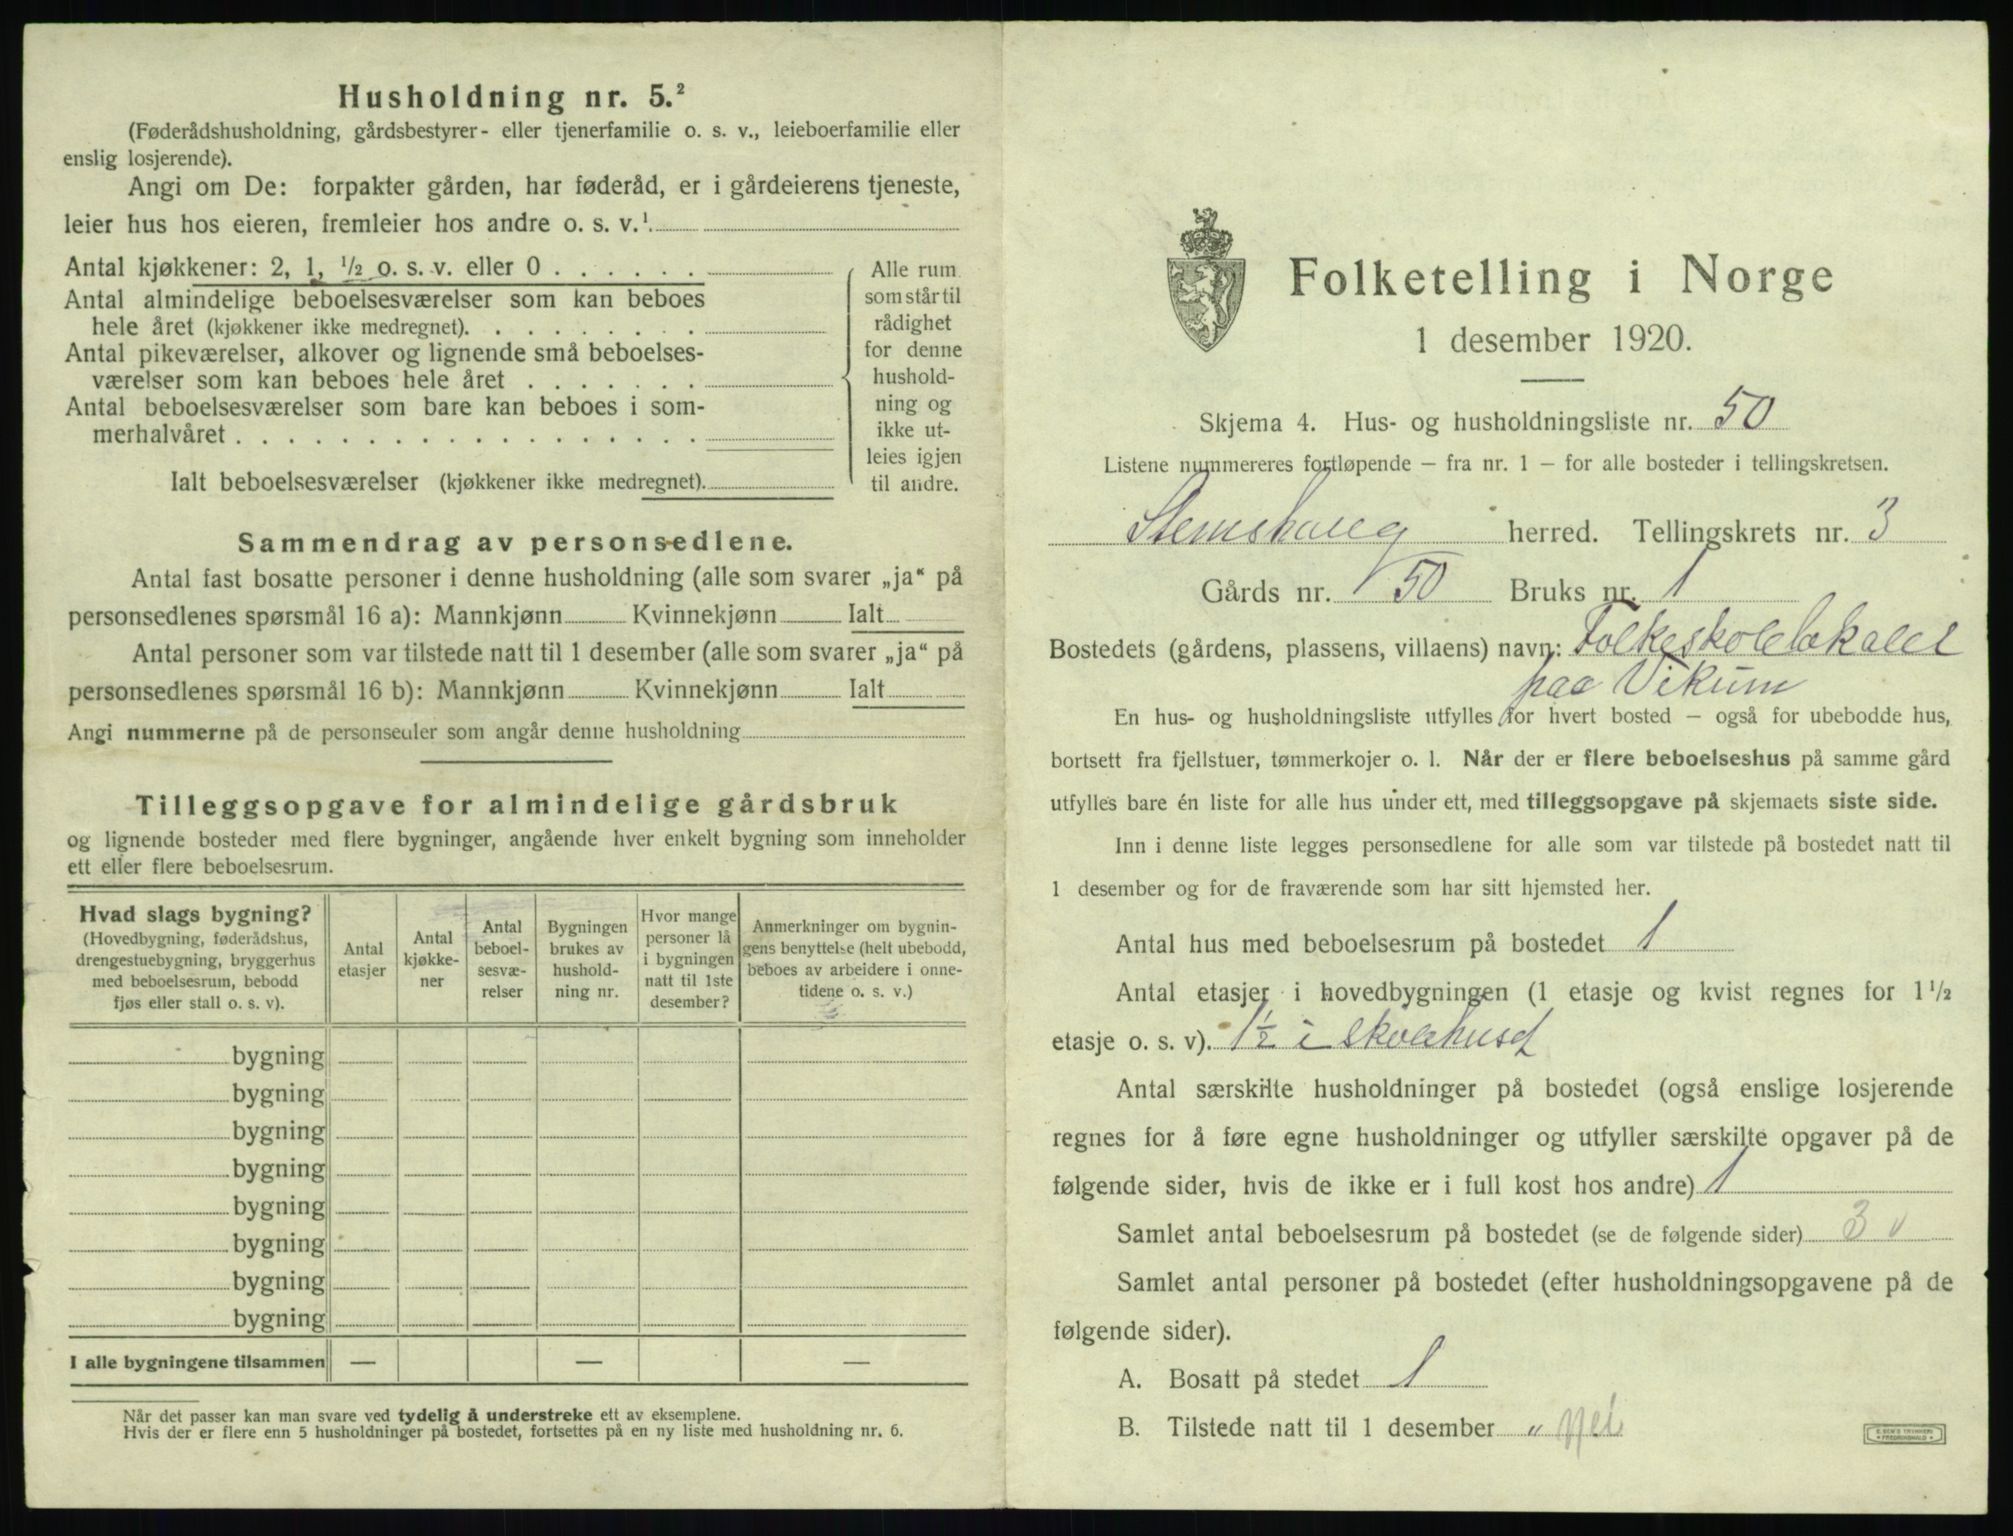 Husholdning nr. 5.²
(Føderådshusholdning, gårdsbestyrer- eller tjenerfamilie o. s. v., leieboerfamilie eller
enslig losjerende).
Angi om De: forpakter gården, har føderåd, er i gårdeierens tjeneste,
leier hus hos eieren, fremleier hos andre o. s. v.¹
Antal kjøkkener: 2, 1, ½ o. s. v. eller 0
Antal almindelige beboelsesværelser som kan beboes
hele året (kjøkkener ikke medregnet).
Antal pikeværelser, alkover og lignende små beboelses-
værelser som kan beboes hele året
Antal beboelsesværelser som bare kan beboes i som-
merhalvåret
Ialt beboelsesværelser (kjøkkener ikke medregnet).
Alle rum
som står til
rådighet
for denne
hushold-
ning og
ikke ut-
leies igjen
til andre.
Sammendrag av personsedlene.
Antal fast bosatte personer i denne husholdning (alle som svarer „ja“ på
personsedlenes spørsmål 16 a): Mannkjønn Kvinnekjønn Ialt
Antal personer som var tilstede natt til 1 desember (alle som svarer „ja“ på
personsedlenes spørsmål 16 b): Mannkjønn Kvinnekjønn Ialt
Angi nummerne på de personsedler som angår denne husholdning
Tilleggsopgave for almindelige gårdsbruk
og lignende bosteder med flere bygninger, angående hver enkelt bygning som inneholder
ett eller flere beboelsesrum.
Hvad slags bygning?
(Hovedbygning, føderådshus,
drengestuebygning, bryggerhus
med beboelsesrum, bebodd
fjøs eller stall o. s. v).
Antal
etasjer
Antal
kjøkke-
ner
Antal
beboel-
sesvæ-
relser
Bygningen
brukes av
hushold-
ning nr.
Hvor mange
personer lå
i bygningen
natt til 1ste
desember?
Anmerkninger om bygnin-
gens benyttelse (helt ubebodd,
beboes av arbeidere i onne-
tidene o. s. v.)
bygning
bygning
bygning
bygning
bygning
bygning
bygning
bygning
I alle bygningene tilsammen — — —
Når det passer kan man svare ved tydelig å understreke ett av eksemplene.
Hvis der er flere enn 5 husholdninger på bostedet, fortsettes på en ny liste med husholdning nr. 6.
Folketelling i Norge
1 desember 1920.
Skjema 4. Hus- og husholdningsliste nr. 50
Listene nummereres fortløpende – fra nr. 1 – for alle bosteder i tellingskretsen.
Stemshaug herred. Tellingskrets nr. 3
Gårds nr. 50 Bruks nr. 1
Bostedets (gårdens, plassens, villaens) navn: Folkeskolelokalet
paa Vikum
En hus- og husholdningsliste utfylles for hvert bosted – også for ubebodde hus,
bortsett fra fjellstuer, tømmerkojer o. l. Når der er flere beboelseshus på samme gård
utfylles bare én liste for alle hus under ett, med tilleggsopgave på skjemaets siste side.
Inn i denne liste legges personsedlene for alle som var tilstede på bostedet natt til
1 desember og for de fraværende som har sitt hjemsted her.
Antal hus med beboelsesrum på bostedet 1
Antal etasjer i hovedbygningen (1 etasje og kvist regnes for 1½
etasje o. s. v). 1½ i skolehuset
Antal særskilte husholdninger på bostedet (også enslige losjerende
regnes for å føre egne husholdninger og utfyller særskilte opgaver på de
følgende sider, hvis de ikke er i full kost hos andre) 1
Samlet antal beboelsesrum på bostedet (se de følgende sider) 3 v
Samlet antal personer på bostedet (efter husholdningsopgavene på de
følgende sider).
A. Bosatt på stedet 1
B. Tilstede natt til 1 desember „ nei